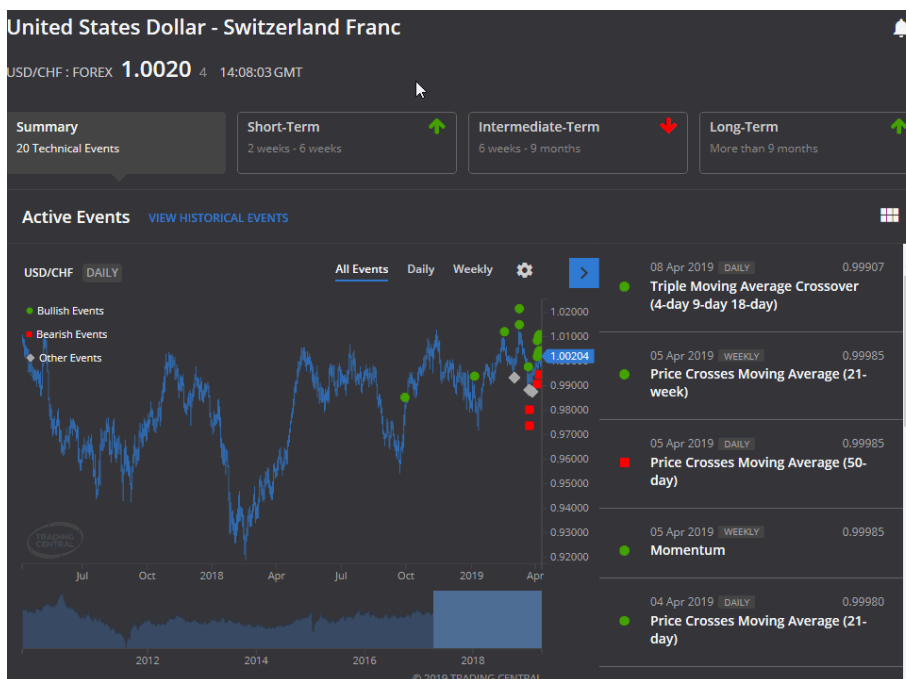 United States Dollar - Switzerland Franc
USD/CHF : FOREX 1.0020 4 14:08:03 GMT
Summary
20 Technical Events
Short-Term
2 weeks - 6 weeks
Intermediate-Term
6 weeks - 9 months
Long-Term
More than 9 months
Active Events VIEW HISTORICAL EVENTS
USD/CHF DAILY
All Events Daily Weekly
Bullish Events
Bearish Events
Other Events
1.02000
1.01000
1.00204
0.99000
0.98000
0.97000
0.96000
0.95000
0.94000
0.93000
0.92000
TRADING
CENTRAL
Jul Oct 2018 Apr Jul Oct 2019 Apr
2012 2014 2016 2018
© 2019 TRADING CENTRAL
08 Apr 2019 DAILY 0.99907
Triple Moving Average Crossover
(4-day 9-day 18-day)
05 Apr 2019 WEEKLY 0.99985
Price Crosses Moving Average (21-
week)
05 Apr 2019 DAILY 0.99985
Price Crosses Moving Average (50-
day)
05 Apr 2019 WEEKLY 0.99985
Momentum
04 Apr 2019 DAILY 0.99980
Price Crosses Moving Average (21-
day)